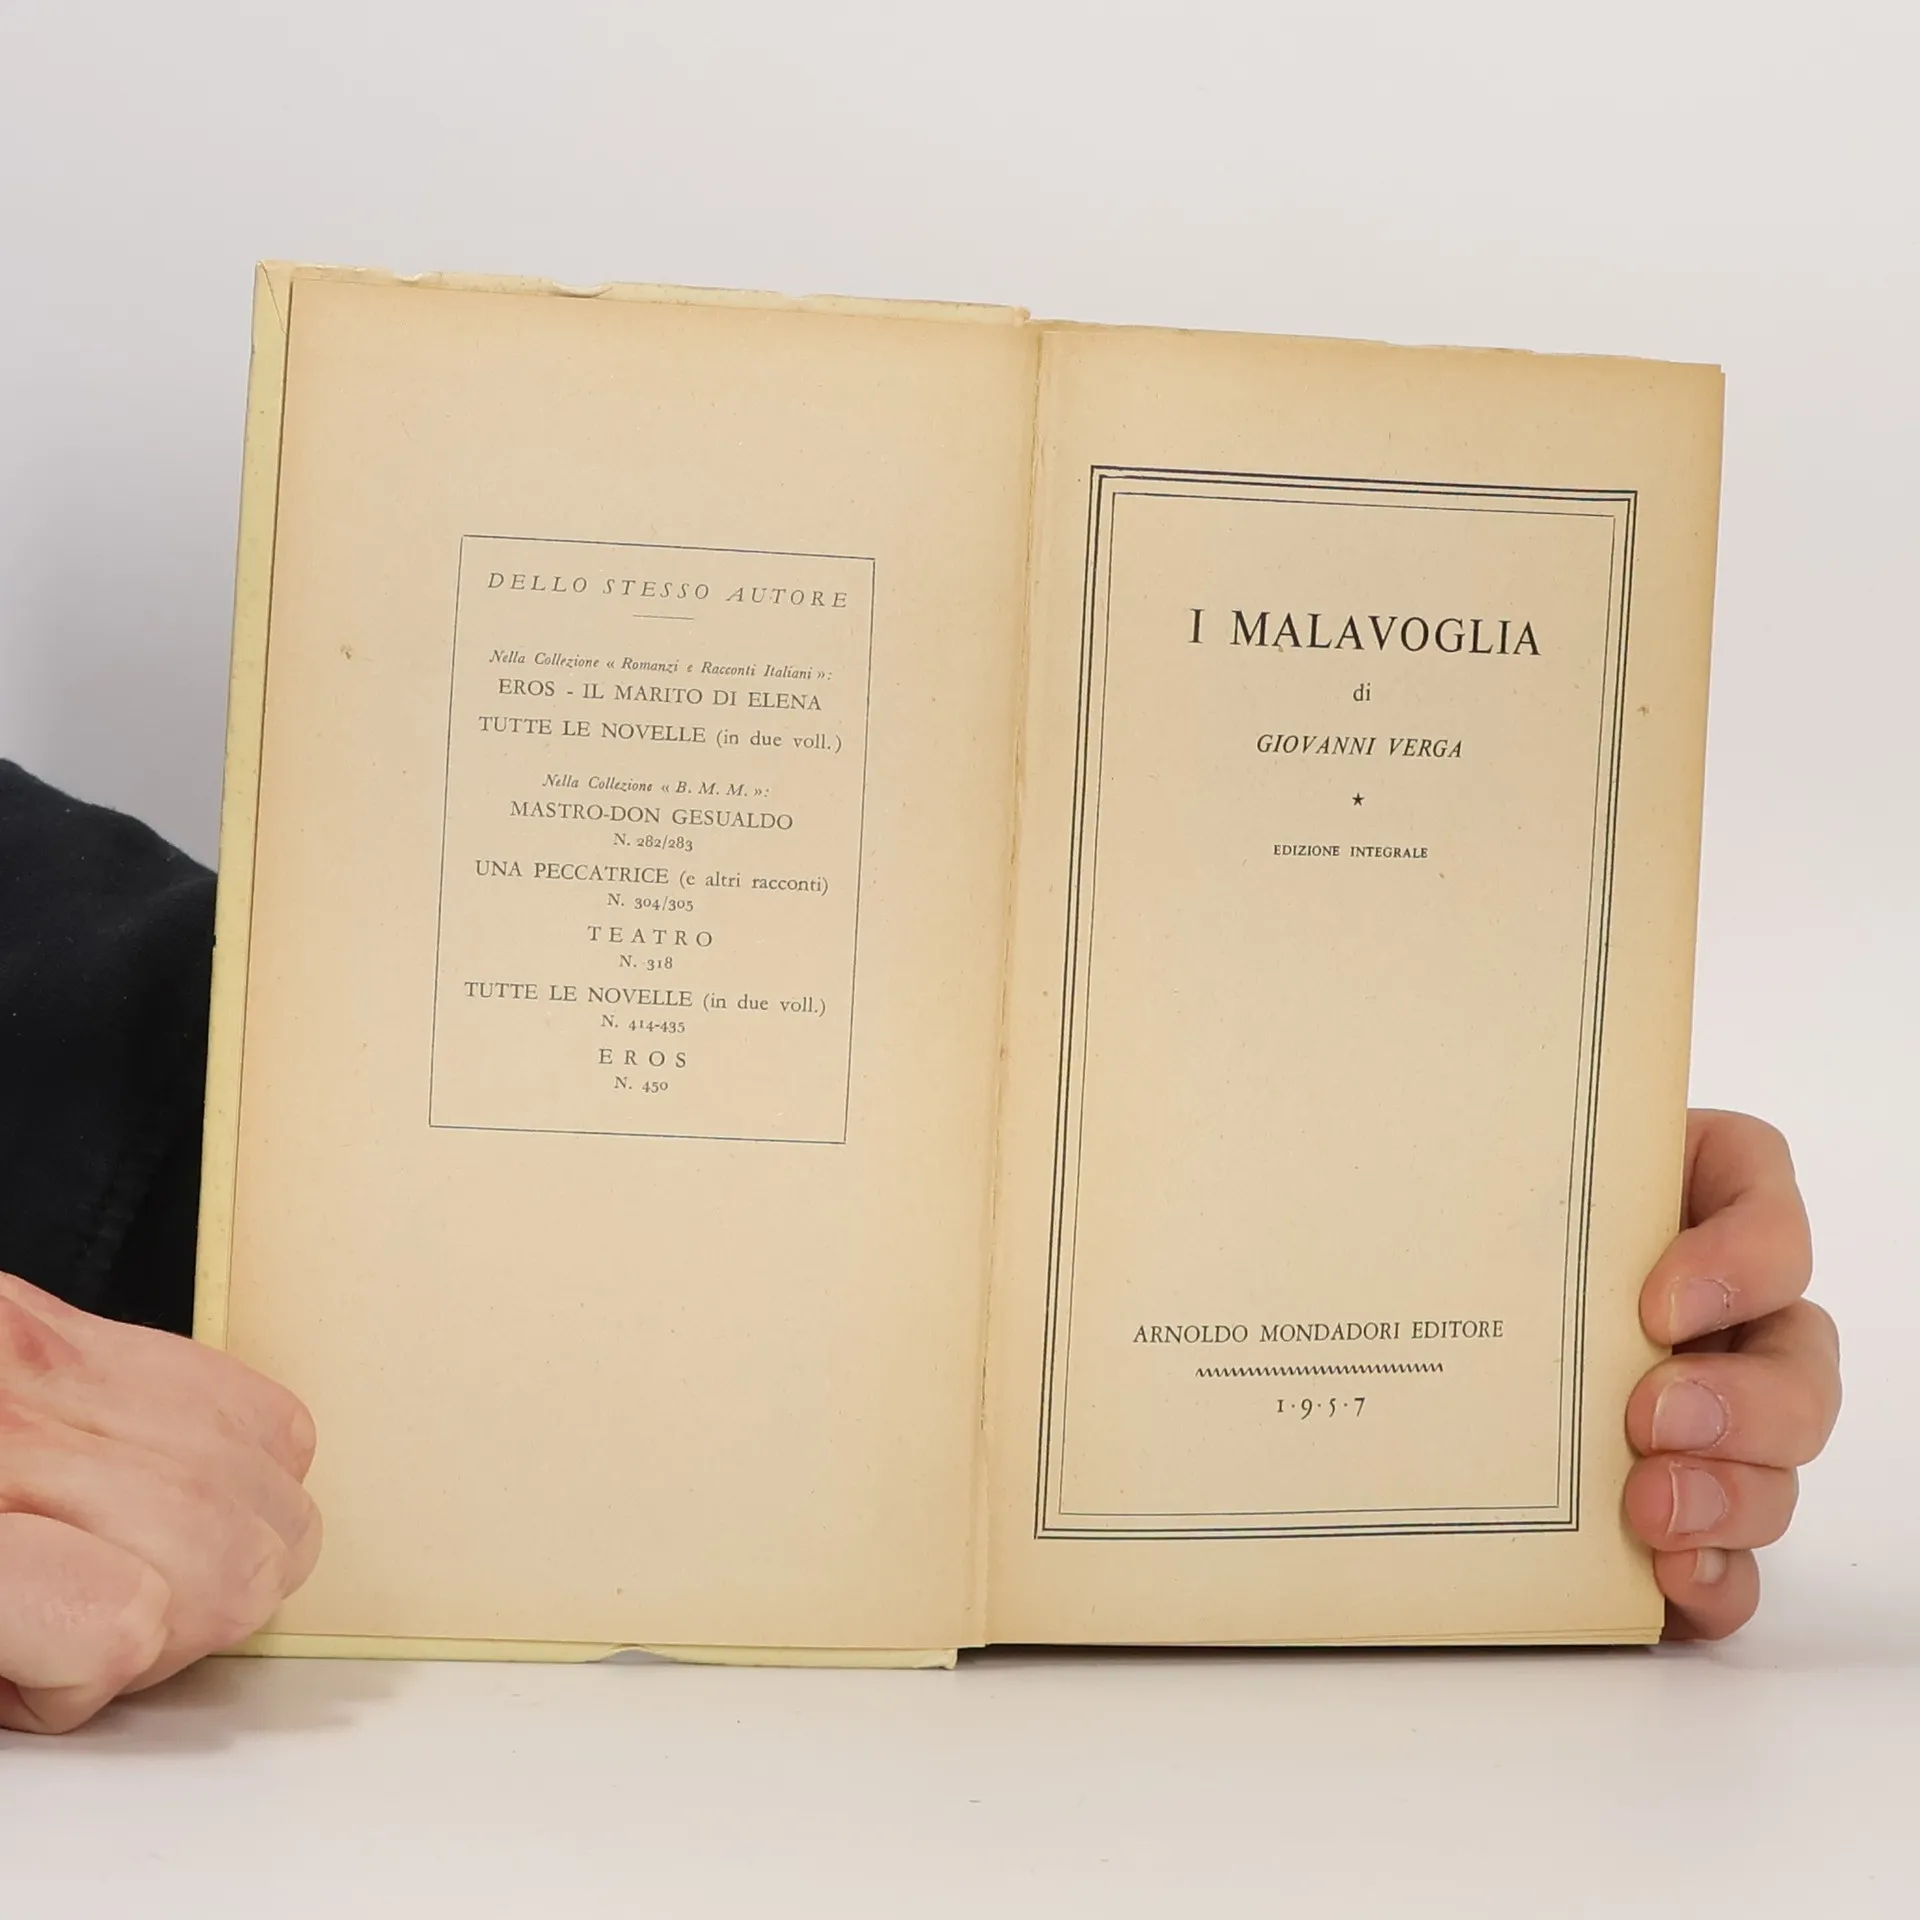 DELLO STESSO AUTORE
Nella Collezione « Romanzi e Racconti Italiani »:
EROS - IL MARITO DI ELENA
TUTTE LE NOVELLE (in due voll.)
Nella Collezione « B. M. M. »:
MASTRO-DON GESUALDO
N. 282/283
UNA PECCATRICE (e altri racconti)
N. 304/305
TEATRO
N. 318
TUTTE LE NOVELLE (in due voll.)
N. 414-435
EROS
N. 450
I MALAVOGLIA
di
GIOVANNI VERGA
★
EDIZIONE INTEGRALE
ARNOLDO MONDADORI EDITORE
1·9·5·7